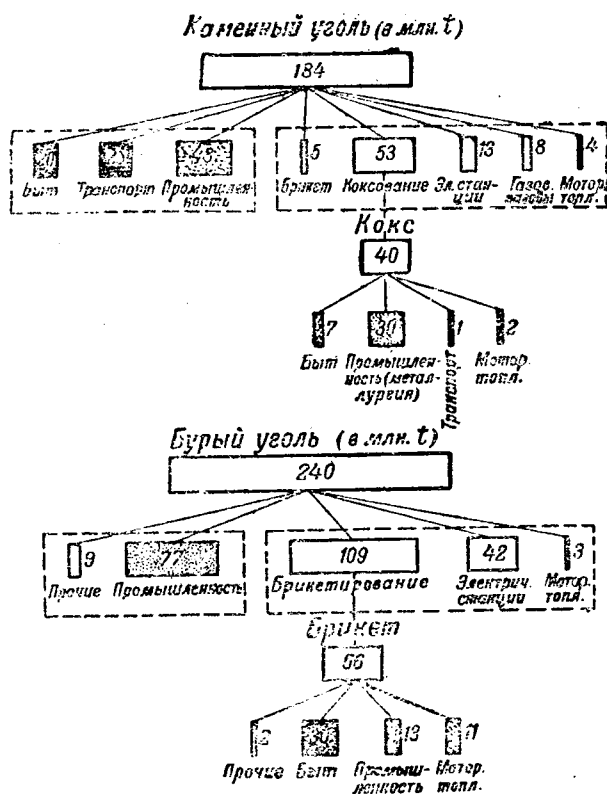 Каменный уголь (в млн. t)
184
5 53 13 8 4
Быт Транспорт Промышлен-
ность
Брикет Коксование Эл. стан-
ции
Газов.
заводы
Мотор.
топл.
Кокс
40
7 30 1 2
Быт Промышлен-
ность (метал-
лургия)
Транспорт
Мотор.
топл.
Бурый уголь (в млн. t)
240
9 77 109 42 3
Прочие Промышленность Брикетирование Электрич.
станции
Мотор.
топл.
Брикет
2 13 11
Прочие Быт Промыш-
ленность
Мотор.
топл.